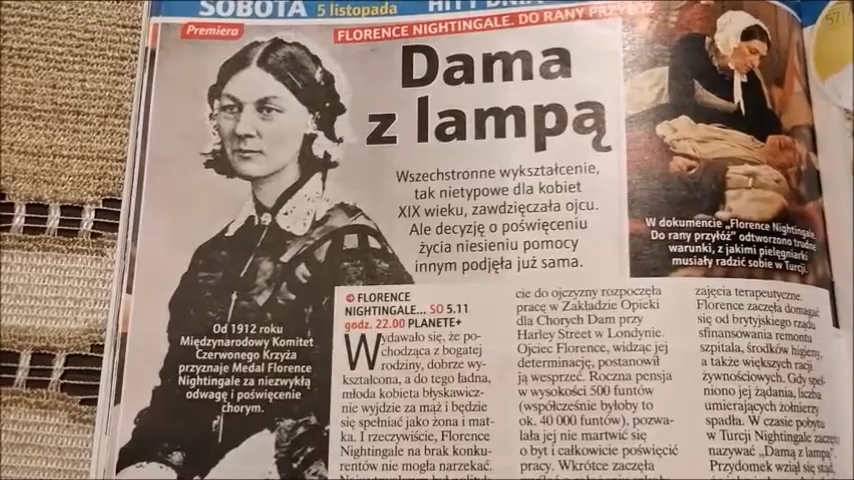 SOBOTA 5 listopada
HITY DNIA
Premiera
FLORENCE NIGHTINGALE. DO RANY PRZYŁÓŻ
Dama
z lampą
Wszechstronne wykształcenie,
tak nietypowe dla kobiet
XIX wieku, zawdzięczała ojcu.
Ale decyzję o poświęceniu
życia niesieniu pomocy
innym podjęła już sama.
W dokumencie „Florence Nightingale.
Do rany przyłóż” odtworzono trudne
warunki, z jakimi pielęgniarki
musiały radzić sobie w Turcji.
Od 1912 roku
Międzynarodowy Komitet
Czerwonego Krzyża
przyznaje Medal Florence
Nightingale za niezwykłą
odwagę i poświęcenie
chorym.
FLORENCE
NIGHTINGALE... SO 5.11
godz. 22.00 PLANETE+
Wydawało się, że po-
chodząca z bogatej
rodziny, dobrze wy-
kształcona, a do tego ładna,
młoda kobieta błyskawicz-
nie wyjdzie za mąż i będzie
się spełniać jako żona i mat-
ka. I rzeczywiście, Florence
Nightingale na brak konku-
rentów nie mogła narzekać.
cie do ojczyzny rozpoczęła
pracę w Zakładzie Opieki
dla Chorych Dam przy
Harley Street w Londynie.
Ojciec Florence, widząc jej
determinację, postanowił
ją wesprzeć. Roczna pensja
w wysokości 500 funtów
(współcześnie byłoby to
ok. 40 000 funtów), pozwa-
lała jej nie martwić się
o byt i całkowicie poświęcić
pracy. Wkrótce zaczęła
zajęcia terapeutyczne.
Florence zaczęła domagać
się od brytyjskiego rządu
sfinansowania remontu
szpitala, środków higieny,
a także większych racji
żywnościowych. Gdy speł-
niono jej żądania, liczba
umierających żołnierzy
spadła. W czasie pobytu
w Turcji Nightingale zaczęto
nazywać „Damą z lampą”.
Przydomek wziął się stąd,